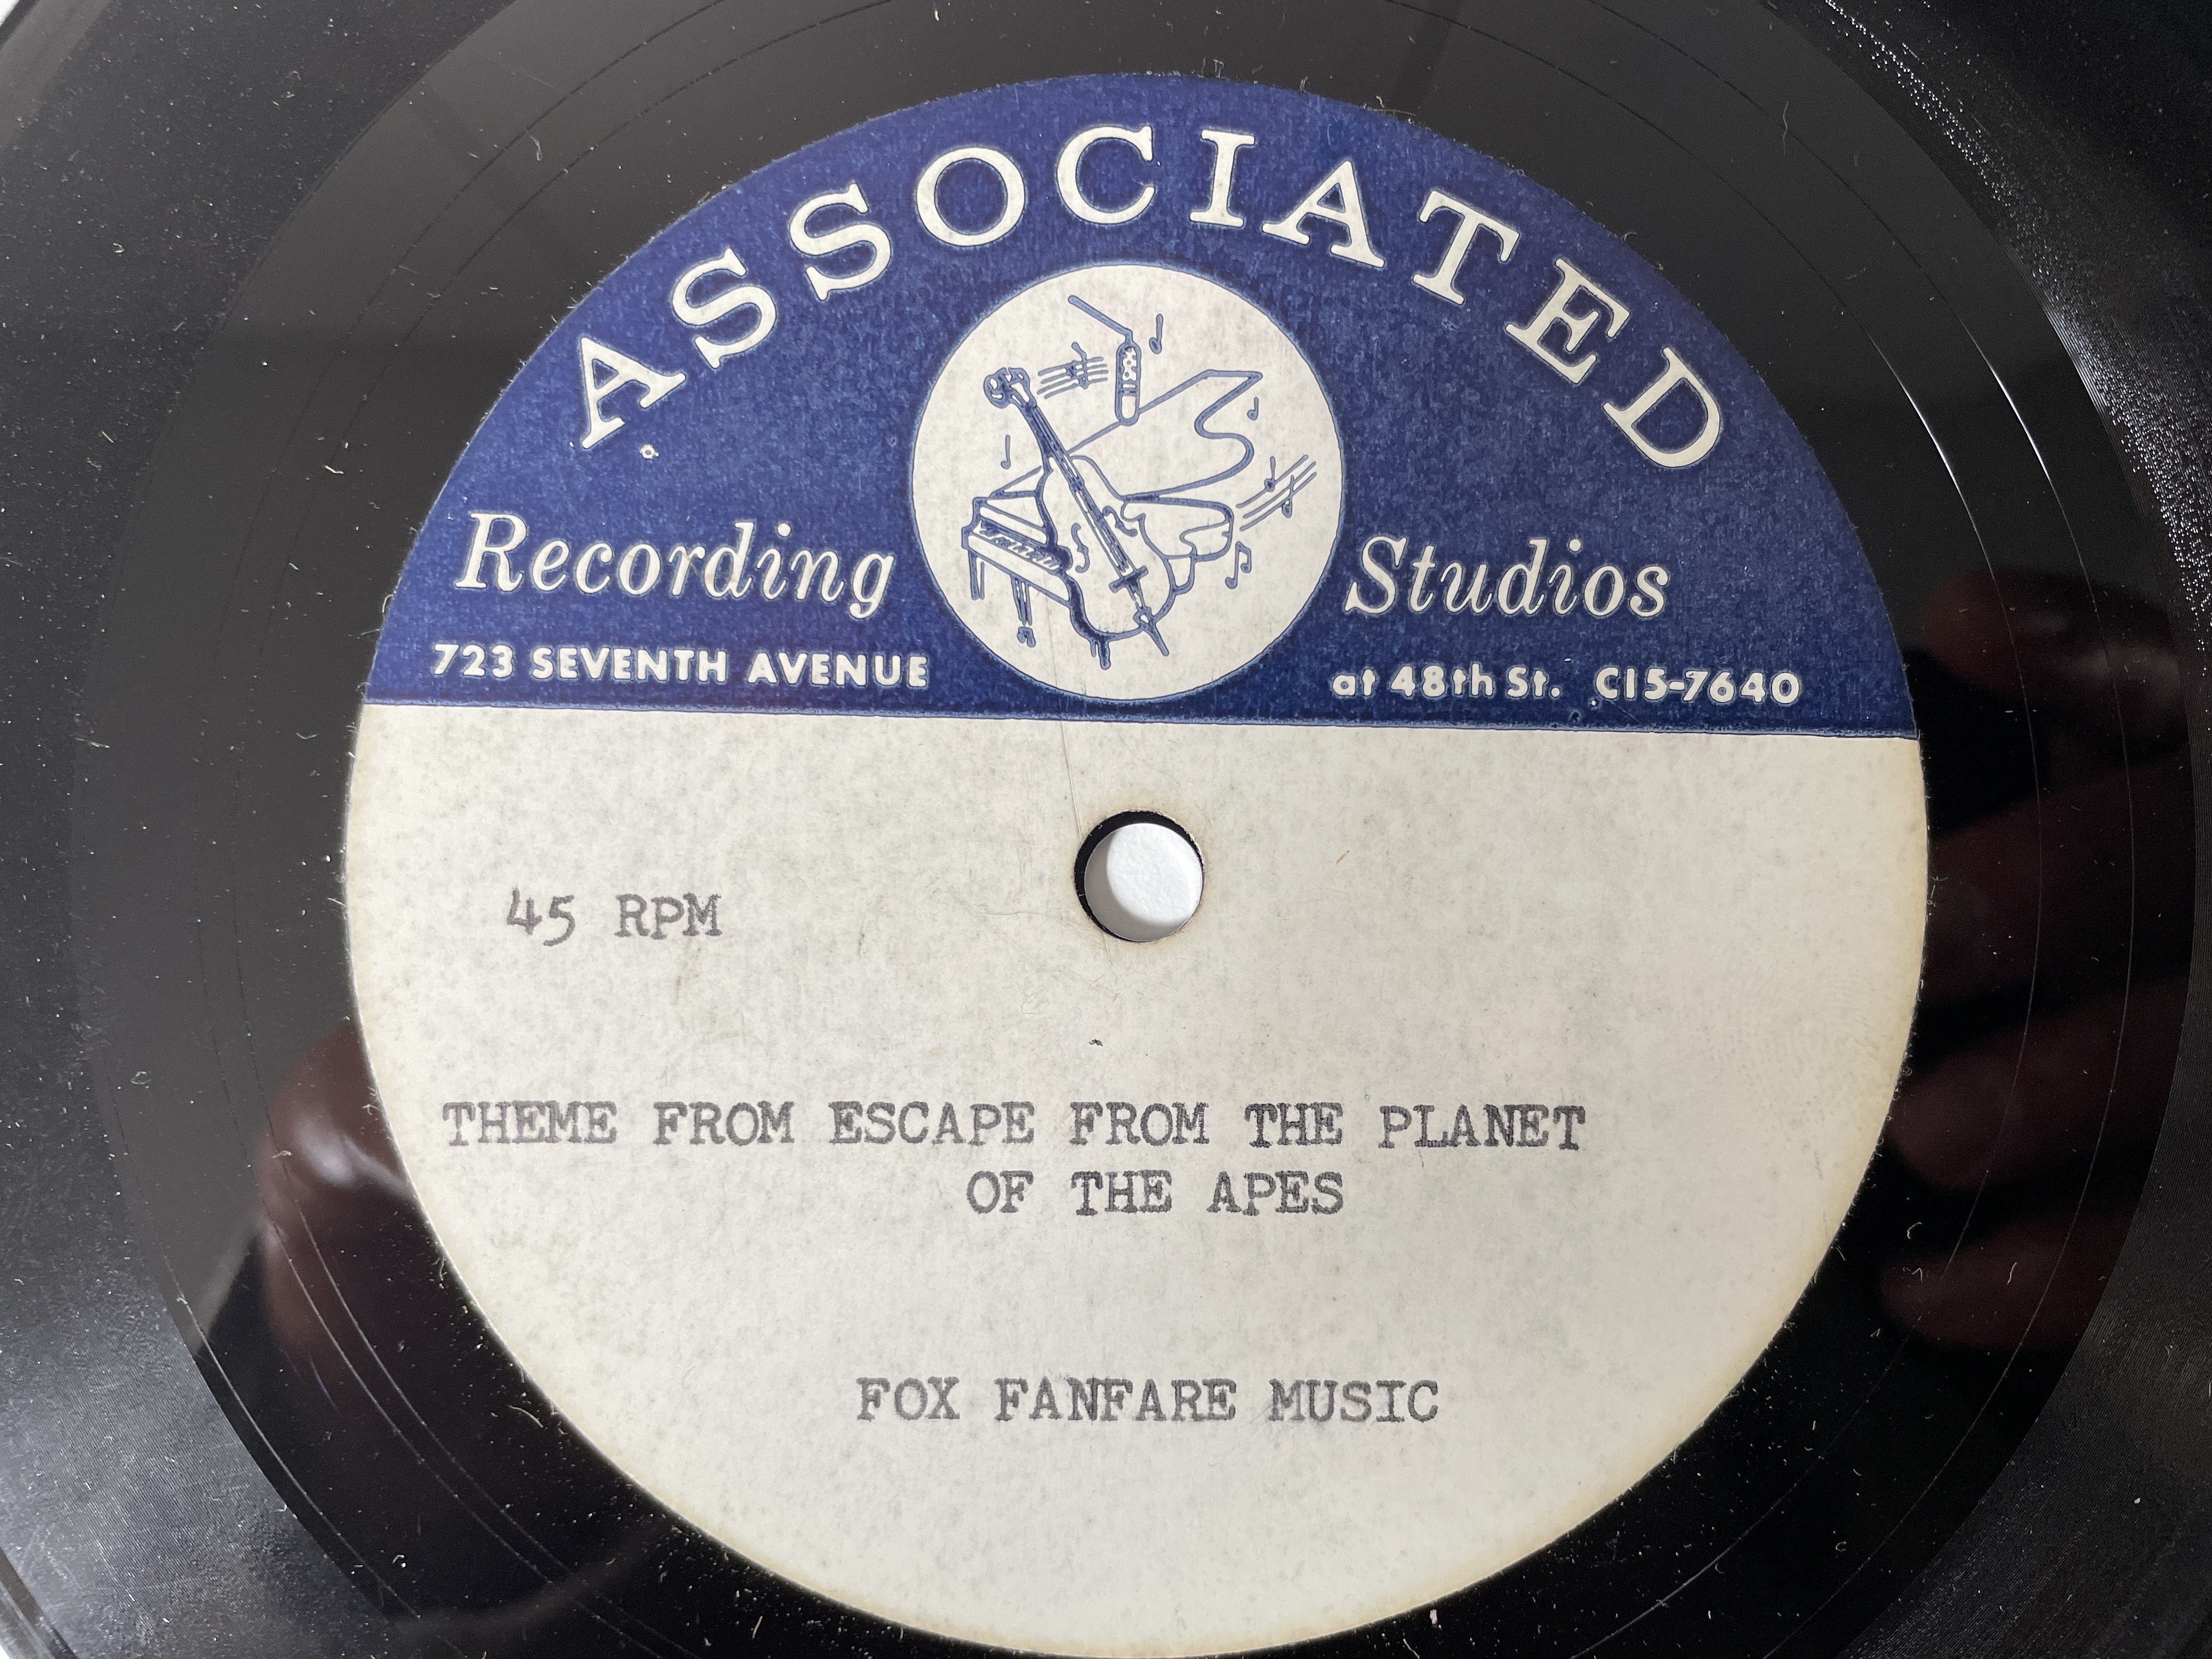 ASSOCIATED
Recording Studios
723 SEVENTH AVENUE at 48th St. CI5-7640
45 RPM
THEME FROM ESCAPE FROM THE PLANET
OF THE APES
FOX FANFARE MUSIC